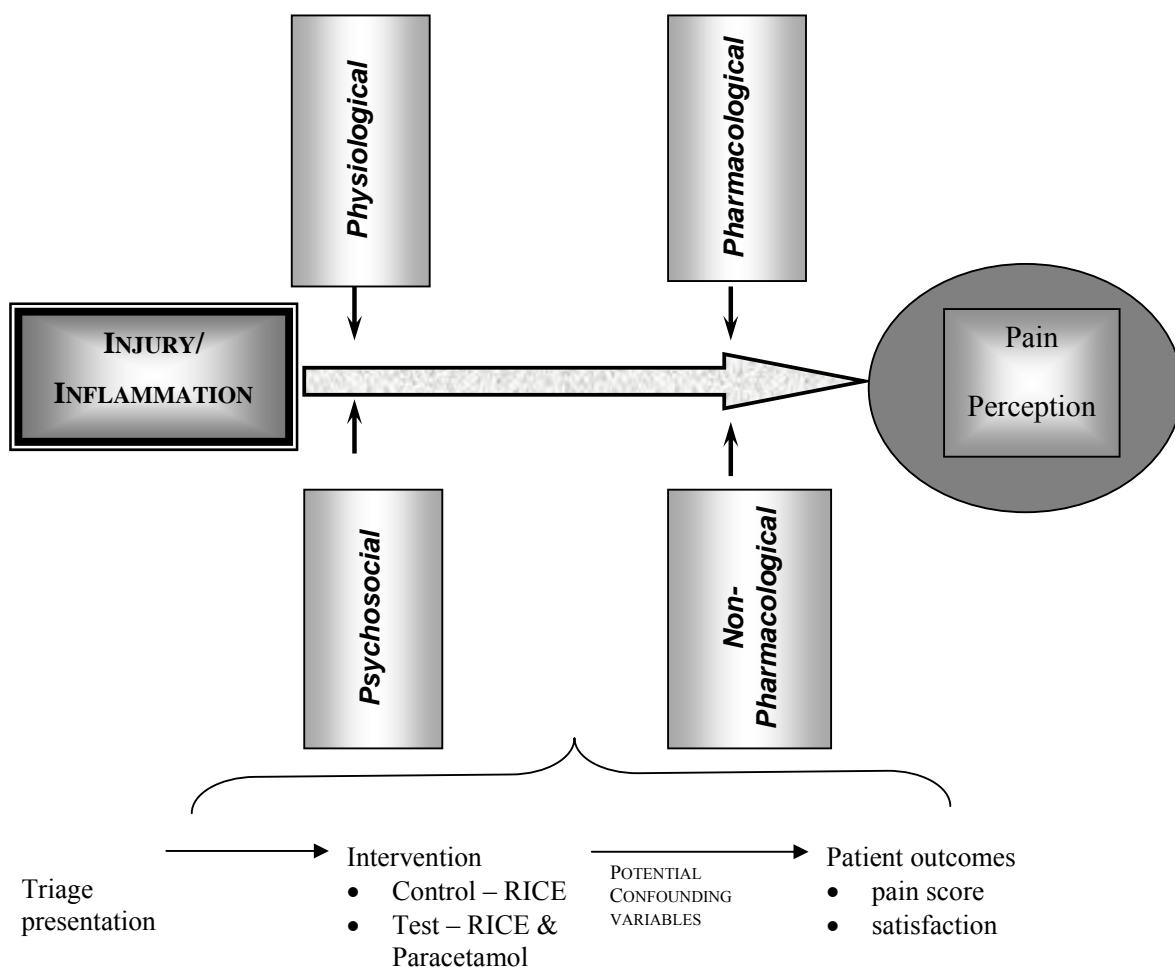 Physiological
Pharmacological
INJURY/
INFLAMMATION
Pain
Perception
Psychosocial
Non-
Pharmacological
Triage
presentation
Intervention
• Control – RICE
• Test – RICE &
Paracetamol
POTENTIAL
CONFOUNDING
VARIABLES
Patient outcomes
• pain score
• satisfaction